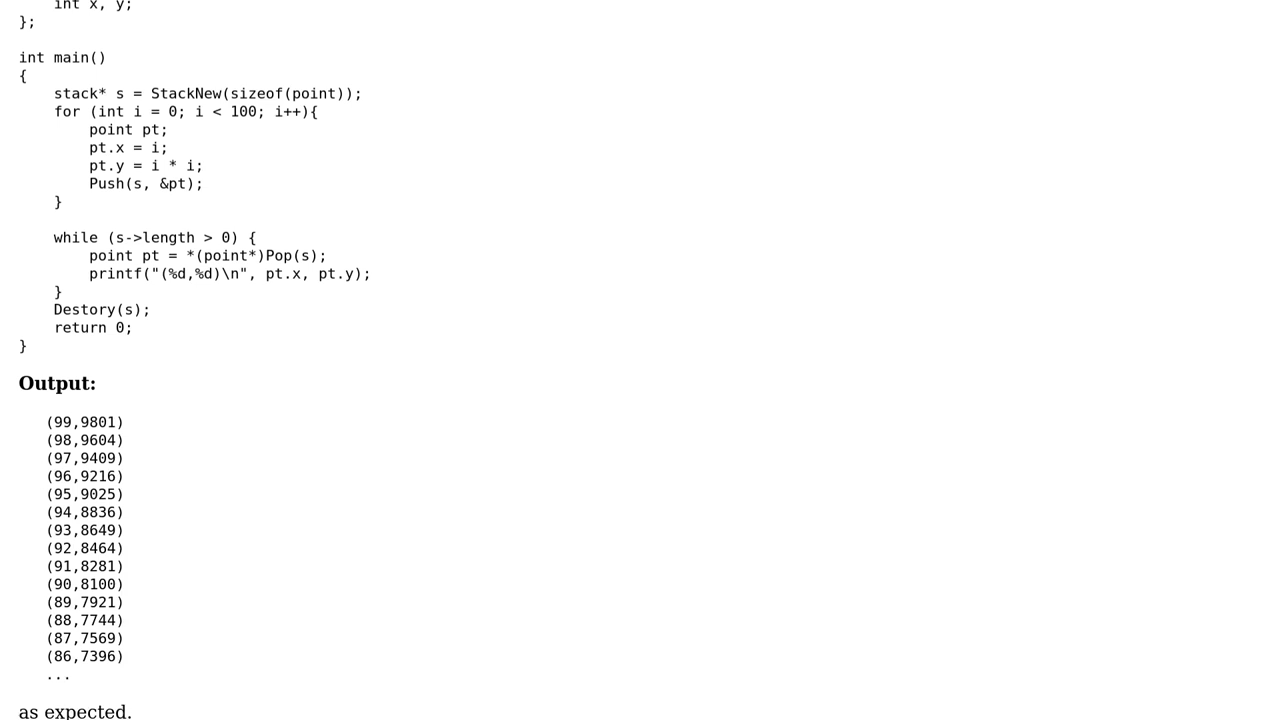 int x, y;
};

int main()
{
    stack* s = StackNew(sizeof(point));
    for (int i = 0; i < 100; i++){
        point pt;
        pt.x = i;
        pt.y = i * i;
        Push(s, &pt);
    }

    while (s->length > 0) {
        point pt = *(point*)Pop(s);
        printf("(%d,%d)\n", pt.x, pt.y);
    }
    Destory(s);
    return 0;
}
Output:
(99,9801)
(98,9604)
(97,9409)
(96,9216)
(95,9025)
(94,8836)
(93,8649)
(92,8464)
(91,8281)
(90,8100)
(89,7921)
(88,7744)
(87,7569)
(86,7396)
...
as expected.